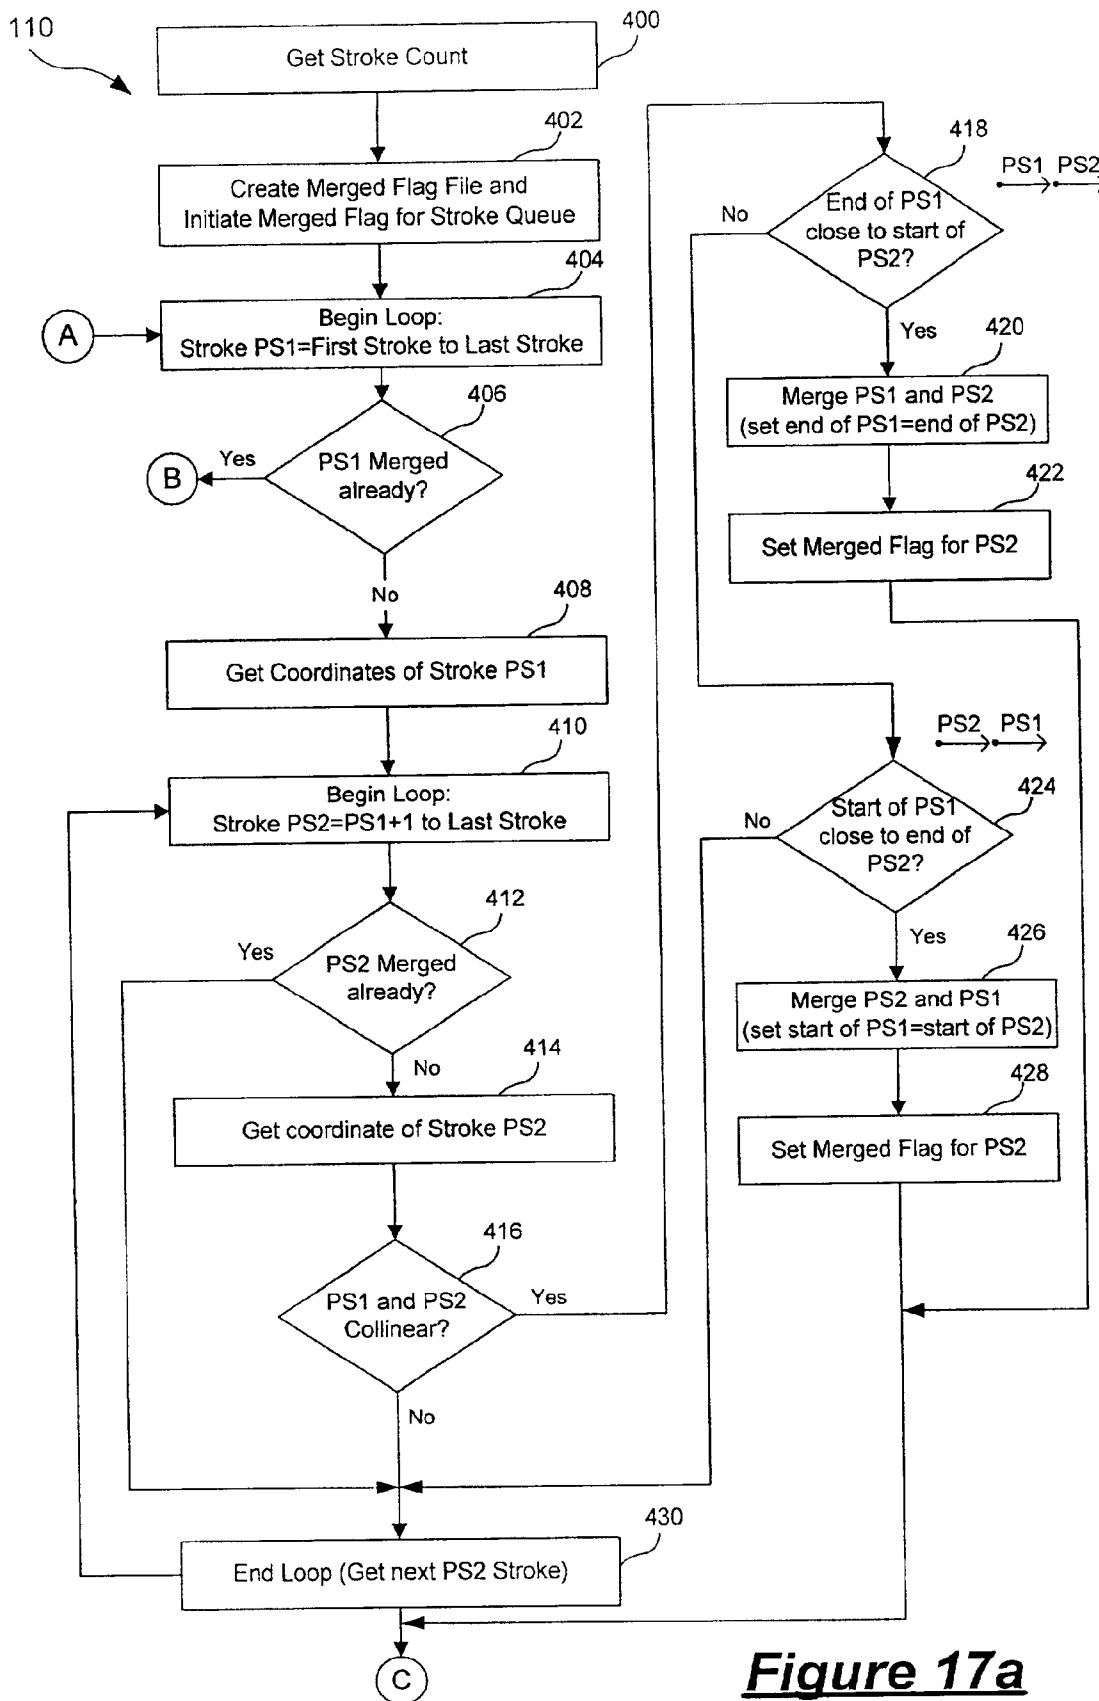 110
400
Get Stroke Count
402
Create Merged Flag File and
Initiate Merged Flag for Stroke Queue
404
A
Begin Loop:
Stroke PS1=First Stroke to Last Stroke
406
B
Yes
PS1 Merged
already?
No
408
Get Coordinates of Stroke PS1
410
Begin Loop:
Stroke PS2=PS1+1 to Last Stroke
412
Yes
PS2 Merged
already?
No
414
Get coordinate of Stroke PS2
416
PS1 and PS2
Collinear?
Yes
No
430
End Loop (Get next PS2 Stroke)
C
418
PS1 PS2
No
End of PS1
close to start of
PS2?
Yes
420
Merge PS1 and PS2
(set end of PS1=end of PS2)
422
Set Merged Flag for PS2
PS2 PS1
424
No
Start of PS1
close to end of
PS2?
Yes
426
Merge PS2 and PS1
(set start of PS1=start of PS2)
428
Set Merged Flag for PS2
Figure 17a